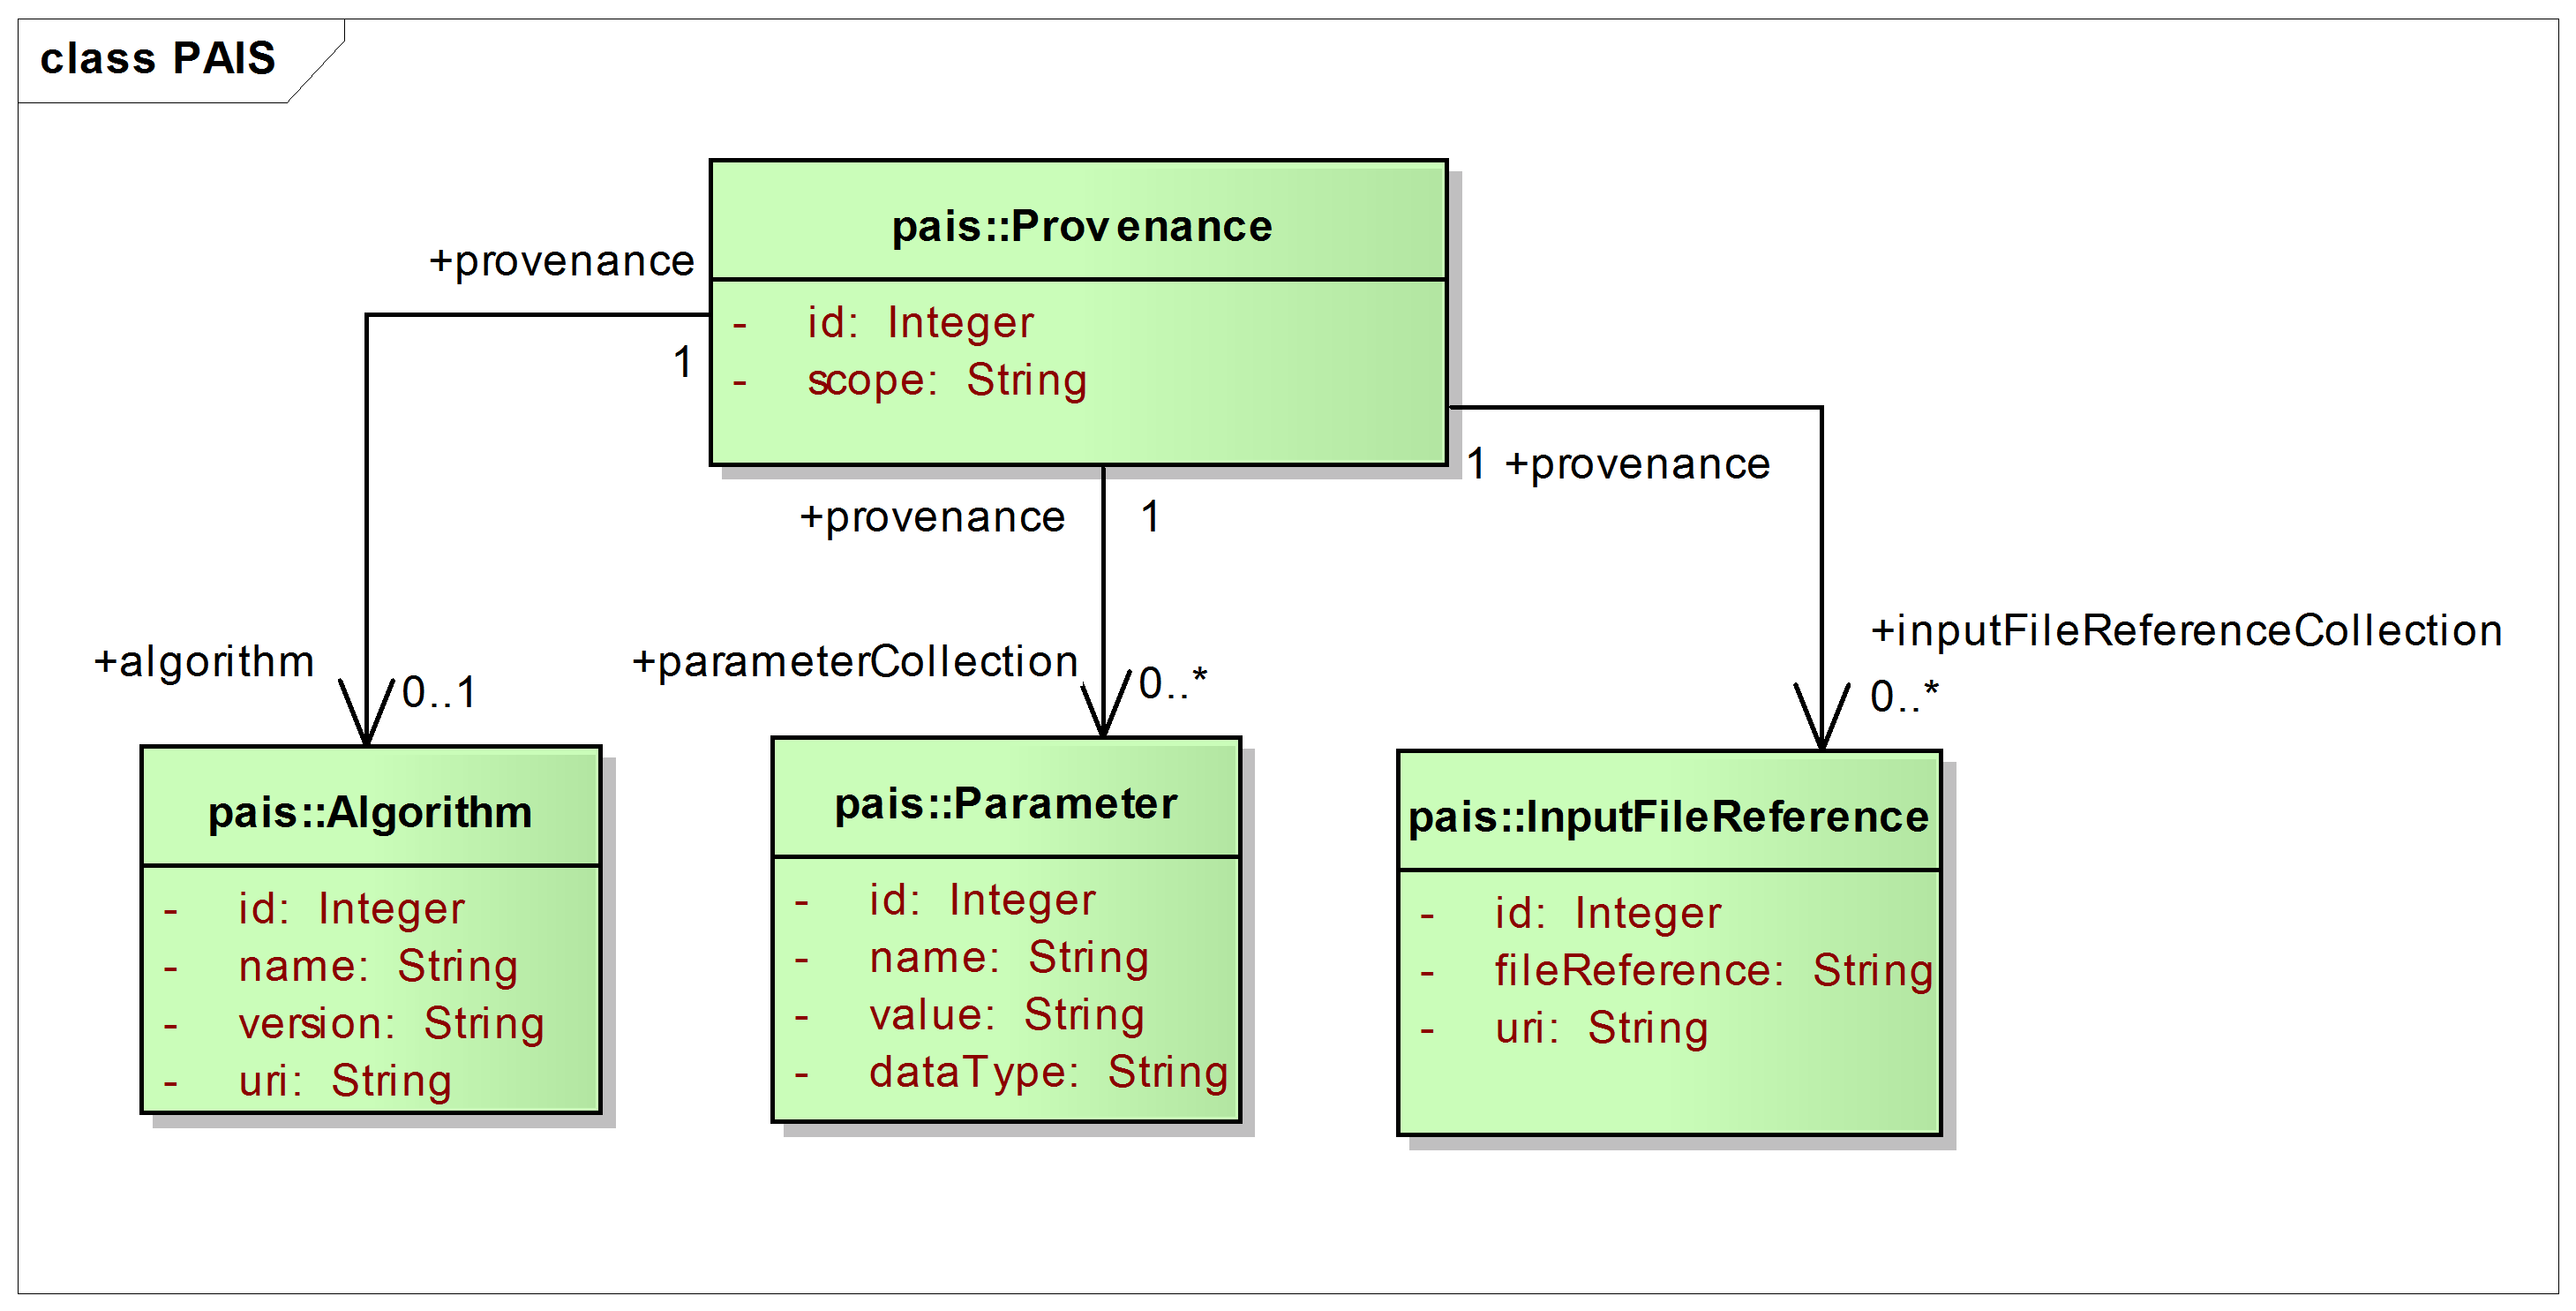 class PAIS
pais::Provenance
- id: Integer
- scope: String
+provenance
1
1 +provenance
+provenance 1
+algorithm
0..1
+parameterCollection
0..*
+inputFileReferenceCollection
0..*
pais::Algorithm
- id: Integer
- name: String
- version: String
- uri: String
pais::Parameter
- id: Integer
- name: String
- value: String
- dataType: String
pais::InputFileReference
- id: Integer
- fileReference: String
- uri: String